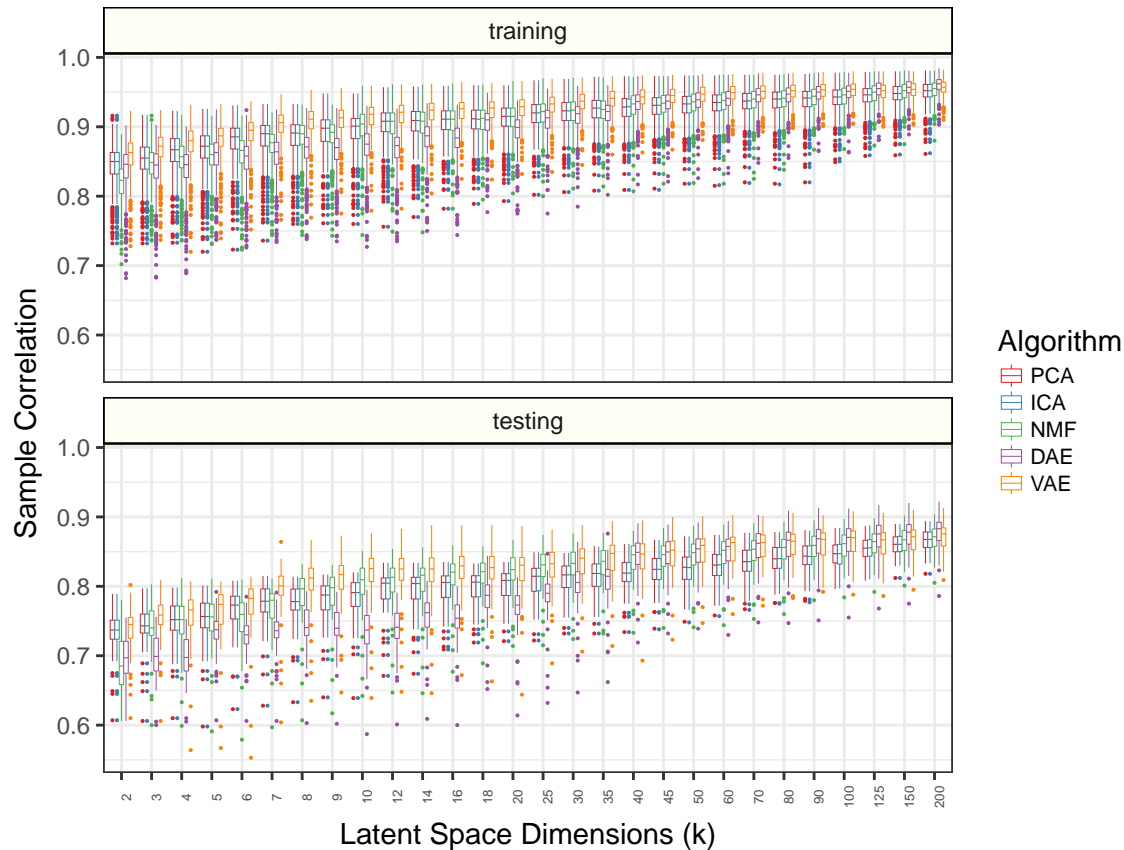 training
1.0
0.9
0.8
0.7
0.6
testing
1.0
0.9
0.8
0.7
0.6
Sample Correlation
2 3 4 5 6 7 8 9 10 12 14 16 18 20 25 30 35 40 45 50 60 70 80 90 100 125 150 200
Latent Space Dimensions (k)
Algorithm
PCA
ICA
NMF
DAE
VAE